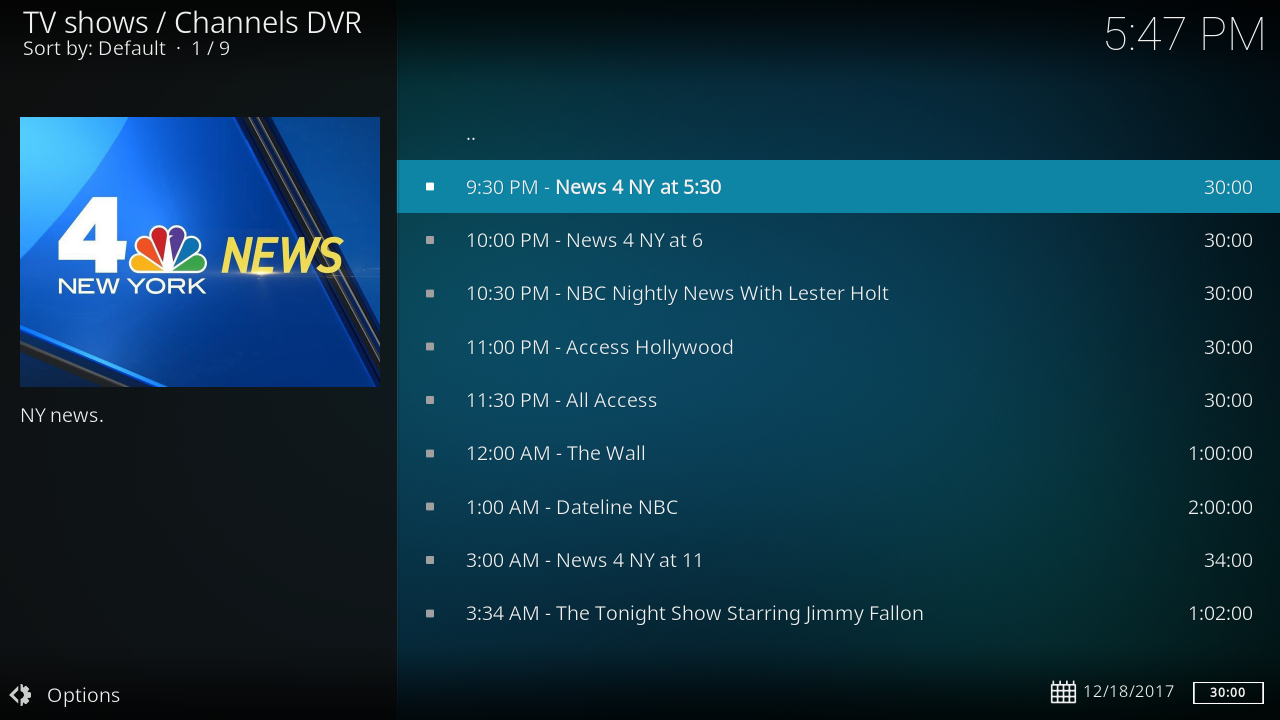 TV shows / Channels DVR
Sort by: Default · 1 / 9
5:47 PM
4
NEWS
NEW YORK
NY news.
..
9:30 PM - News 4 NY at 5:30 30:00
10:00 PM - News 4 NY at 6 30:00
10:30 PM - NBC Nightly News With Lester Holt 30:00
11:00 PM - Access Hollywood 30:00
11:30 PM - All Access 30:00
12:00 AM - The Wall 1:00:00
1:00 AM - Dateline NBC 2:00:00
3:00 AM - News 4 NY at 11 34:00
3:34 AM - The Tonight Show Starring Jimmy Fallon 1:02:00
Options
12/18/2017 30:00